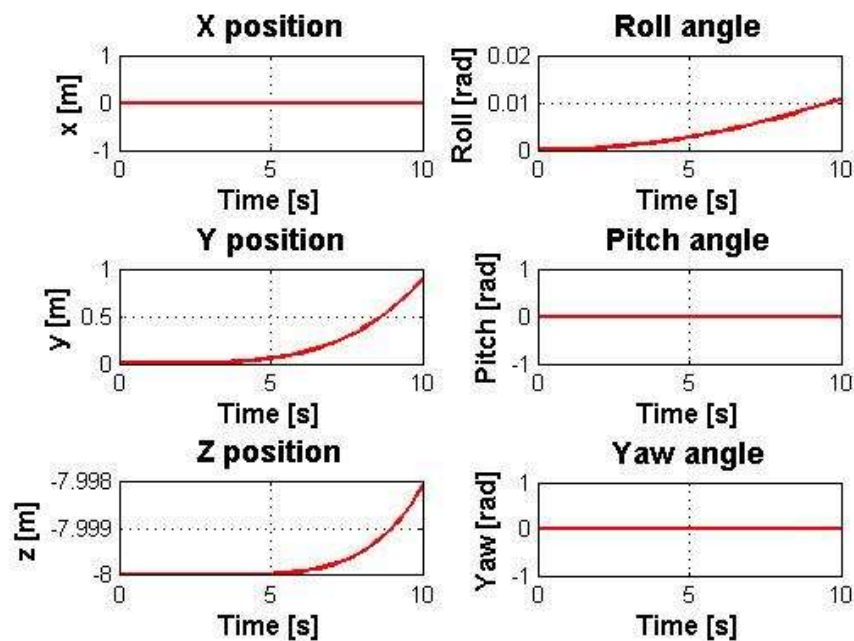 X position
1
0
-1
x [m]
0 5 10
Time [s]
Roll angle
0.02
0.01
0
Roll [rad]
0 5 10
Time [s]
Y position
1
0.5
0
y [m]
0 5 10
Time [s]
Pitch angle
1
0
-1
Pitch [rad]
0 5 10
Time [s]
Z position
-7.998
-7.999
-8
z [m]
0 5 10
Time [s]
Yaw angle
1
0
-1
Yaw [rad]
0 5 10
Time [s]